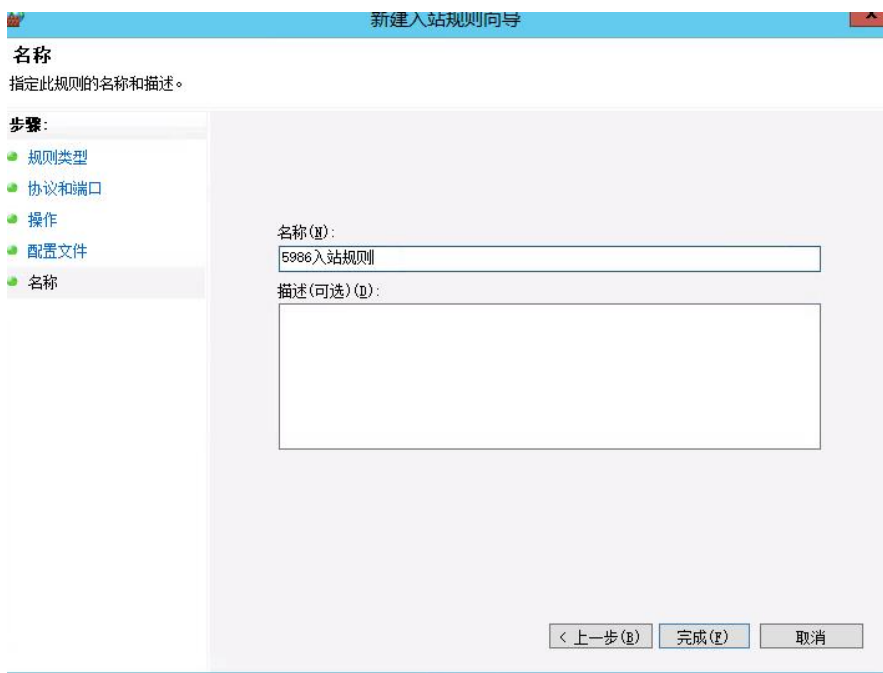 新建入站规则向导
x
名称
指定此规则的名称和描述。
步骤:
规则类型
协议和端口
操作
配置文件
名称
名称(N):
5986入站规则
描述(可选)(D):
< 上一步(B) 完成(F) 取消